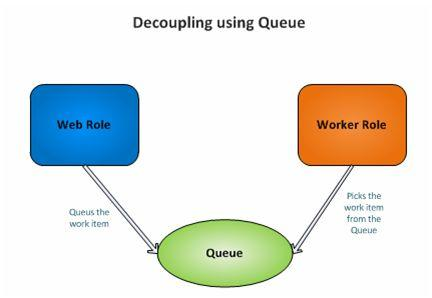 Decoupling using Queue
Web Role
Worker Role
Queus the
work item
Picks the
work item
from the
Queue
Queue